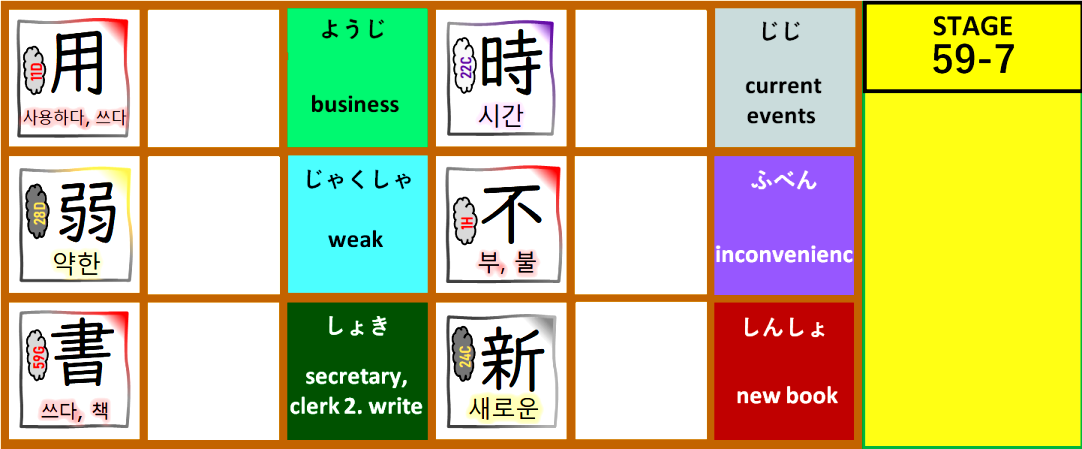 11D
用
사용하다, 쓰다
ようじ
business
22C
時
시간
じじ
current
events
STAGE
59-7
28D
弱
약한
じゃくしゃ
weak
1H
不
부, 불
ふべん
inconvenienc
59G
書
쓰다, 책
しょき
secretary,
clerk 2. write
24C
新
새로운
しんしょ
new book